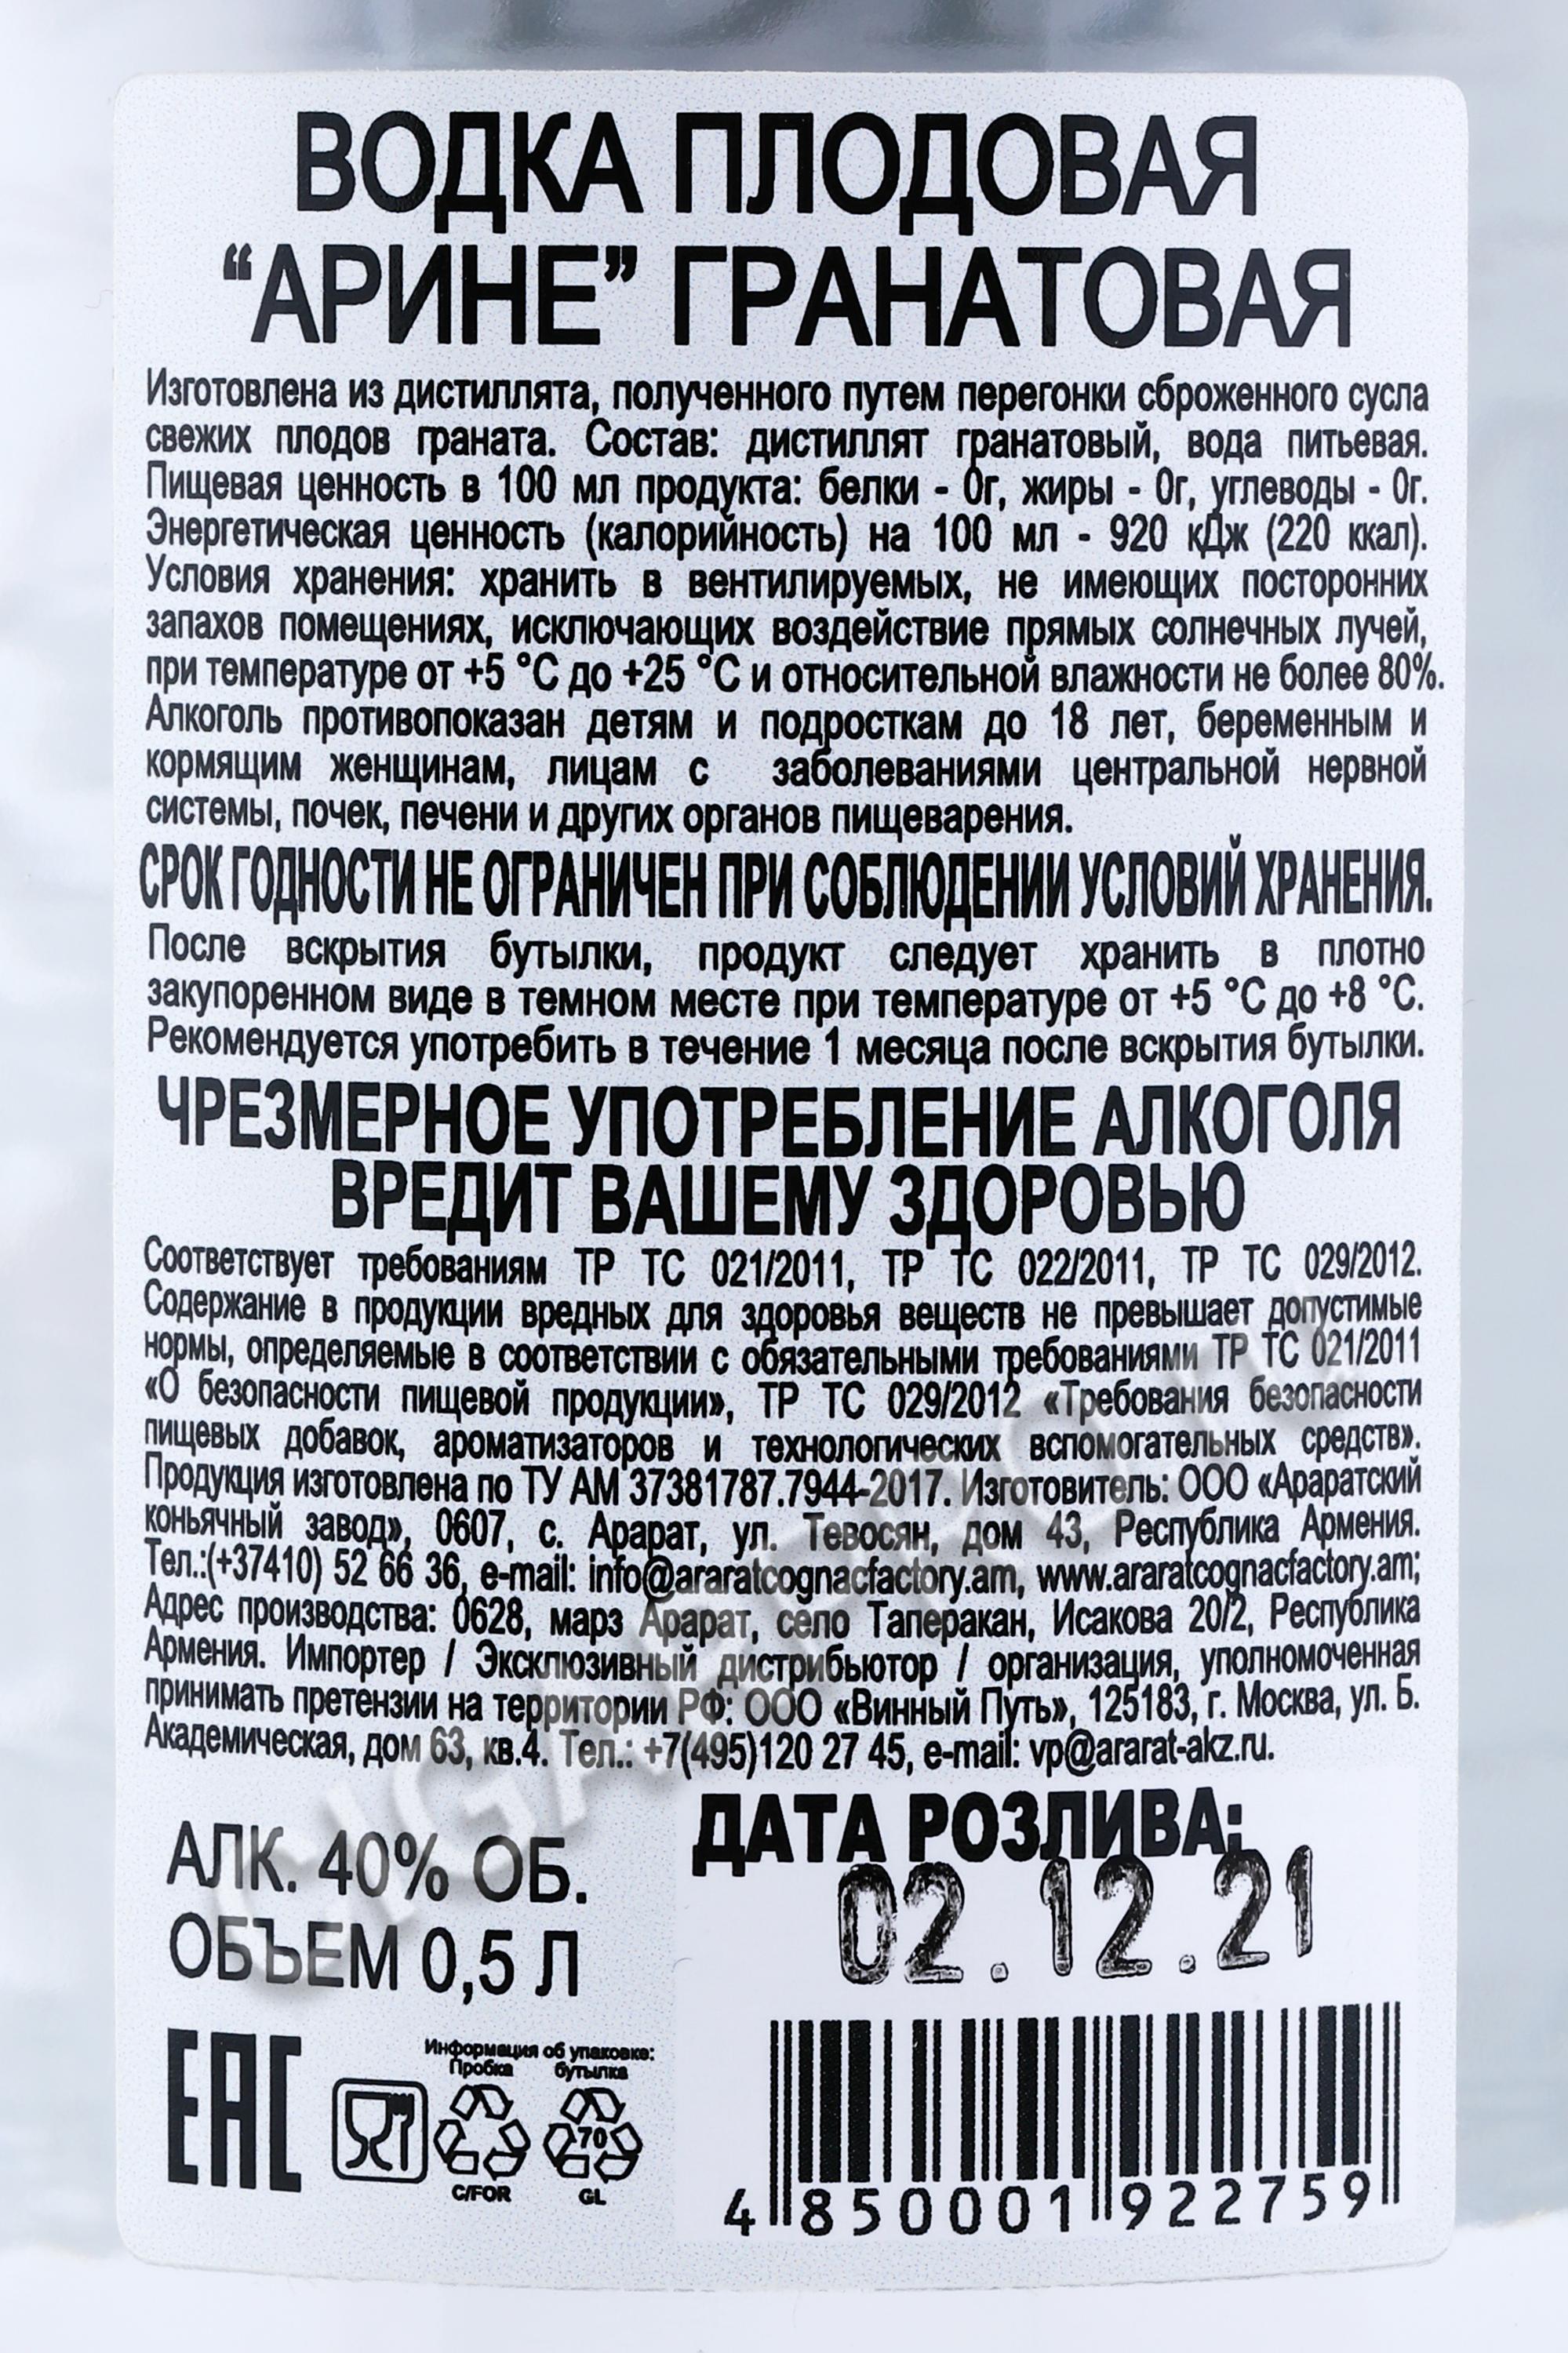 ВОДКА ПЛОДОВАЯ
“АРИНЕ” ГРАНАТОВАЯ
Изготовлена из дистиллята, полученного путем перегонки сброженного сусла
свежих плодов граната. Состав: дистиллят гранатовый, вода питьевая.
Пищевая ценность в 100 мл продукта: белки - 0г, жиры - 0г, углеводы - 0г.
Энергетическая ценность (калорийность) на 100 мл - 920 кДж (220 ккал).
Условия хранения: хранить в вентилируемых, не имеющих посторонних
запахов помещениях, исключающих воздействие прямых солнечных лучей,
при температуре от +5 °С до +25 °С и относительной влажности не более 80%.
Алкоголь противопоказан детям и подросткам до 18 лет, беременным и
кормящим женщинам, лицам с заболеваниями центральной нервной
системы, почек, печени и других органов пищеварения.
СРОК ГОДНОСТИ НЕ ОГРАНИЧЕН ПРИ СОБЛЮДЕНИИ УСЛОВИЙ ХРАНЕНИЯ.
После вскрытия бутылки, продукт следует хранить в плотно
закупоренном виде в темном месте при температуре от +5 °С до +8 °С.
Рекомендуется употребить в течение 1 месяца после вскрытия бутылки.
ЧРЕЗМЕРНОЕ УПОТРЕБЛЕНИЕ АЛКОГОЛЯ
ВРЕДИТ ВАШЕМУ ЗДОРОВЬЮ
Соответствует требованиям ТР ТС 021/2011, ТР ТС 022/2011, ТР ТС 029/2012.
Содержание в продукции вредных для здоровья веществ не превышает допустимые
нормы, определяемые в соответствии с обязательными требованиями ТР ТС 021/2011
«О безопасности пищевой продукции», ТР ТС 029/2012 «Требования безопасности
пищевых добавок, ароматизаторов и технологических вспомогательных средств».
Продукция изготовлена по ТУ АМ 37381787.7944-2017. Изготовитель: ООО «Араратский
коньячный завод», 0607, с. Арарат, ул. Тевосян, дом 43, Республика Армения.
Тел.:(+37410) 52 66 36, e-mail: info@araratcognacfactory.am, www.araratcognacfactory.am;
Адрес производства: 0628, марз Арарат, село Таперакан, Исакова 20/2, Республика
Армения. Импортер / Эксклюзивный дистрибьютор / организация, уполномоченная
принимать претензии на территории РФ: ООО «Винный Путь», 125183, г. Москва, ул. Б.
Академическая, дом 63, кв.4. Тел.: +7(495)120 27 45, e-mail: vp@ararat-akz.ru.
CIGARPRO.ru
АЛК. 40% ОБ.
ОБЪЕМ 0,5 Л
ДАТА РОЗЛИВА:
02.12.21
ЕАС
Информация об упаковке:
Пробка бутылка
70
C/FOR GL
4 850001 922759